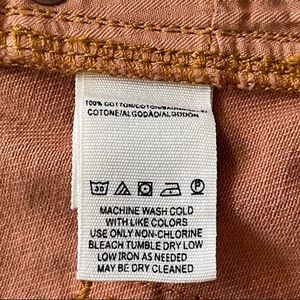 100% COTTON/COTON/
COTONE/ALGODÃO/ALGODÓN
30 P
MACHINE WASH COLD
WITH LIKE COLORS
USE ONLY NON-CHLORINE
BLEACH TUMBLE DRY LOW
LOW IRON AS NEEDED
MAY BE DRY CLEANED